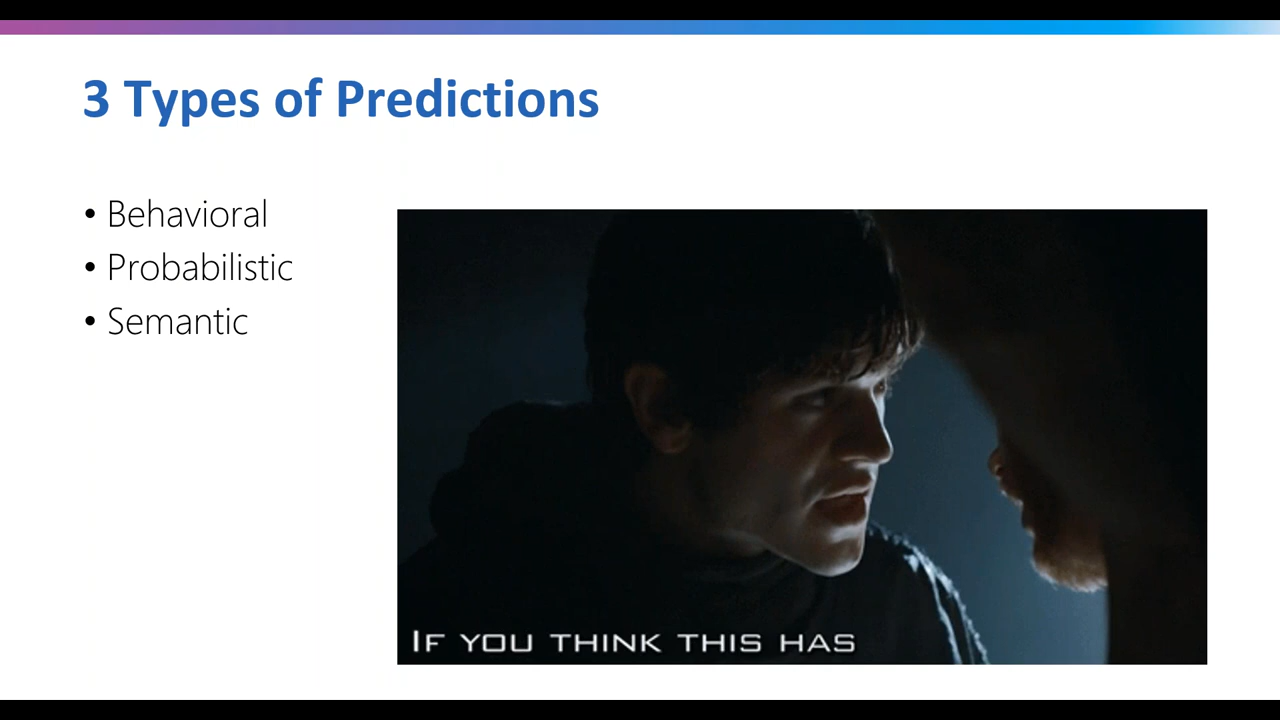 3 Types of Predictions
• Behavioral
• Probabilistic
• Semantic
IF YOU THINK THIS HAS